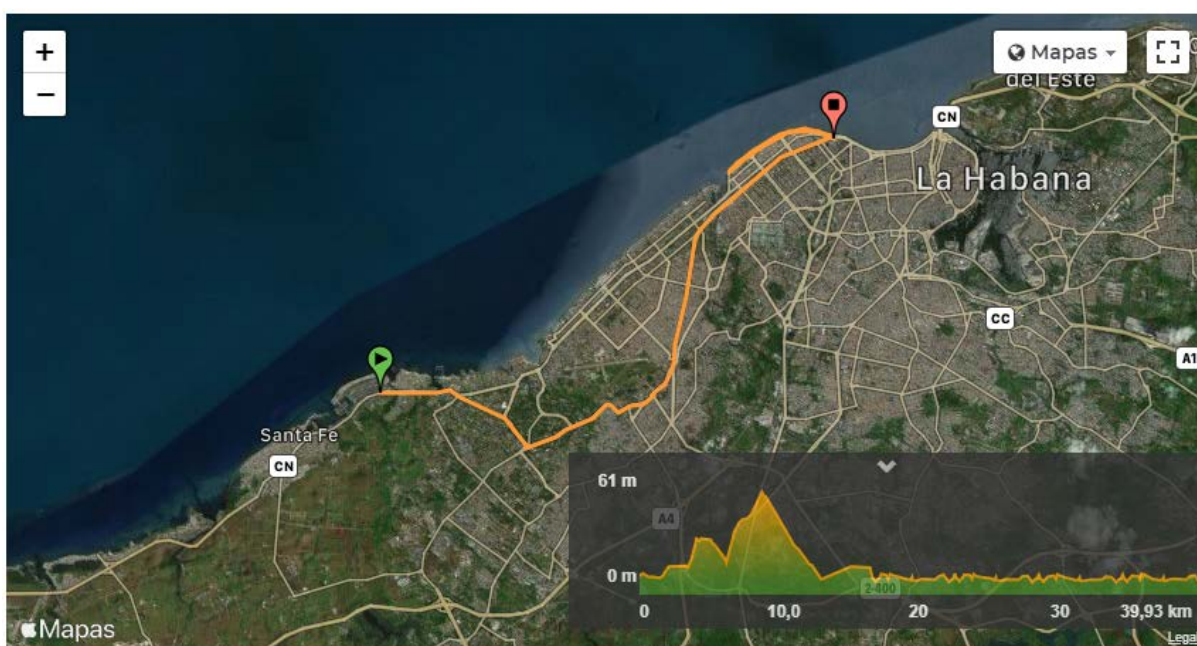 +
−
Mapas
del Este
CN
La Habana
CC
A1
Santa Fe
CN
61 m
A4
0 m
2-400
0 10,0 20 30 39,93 km
Mapas
Legal